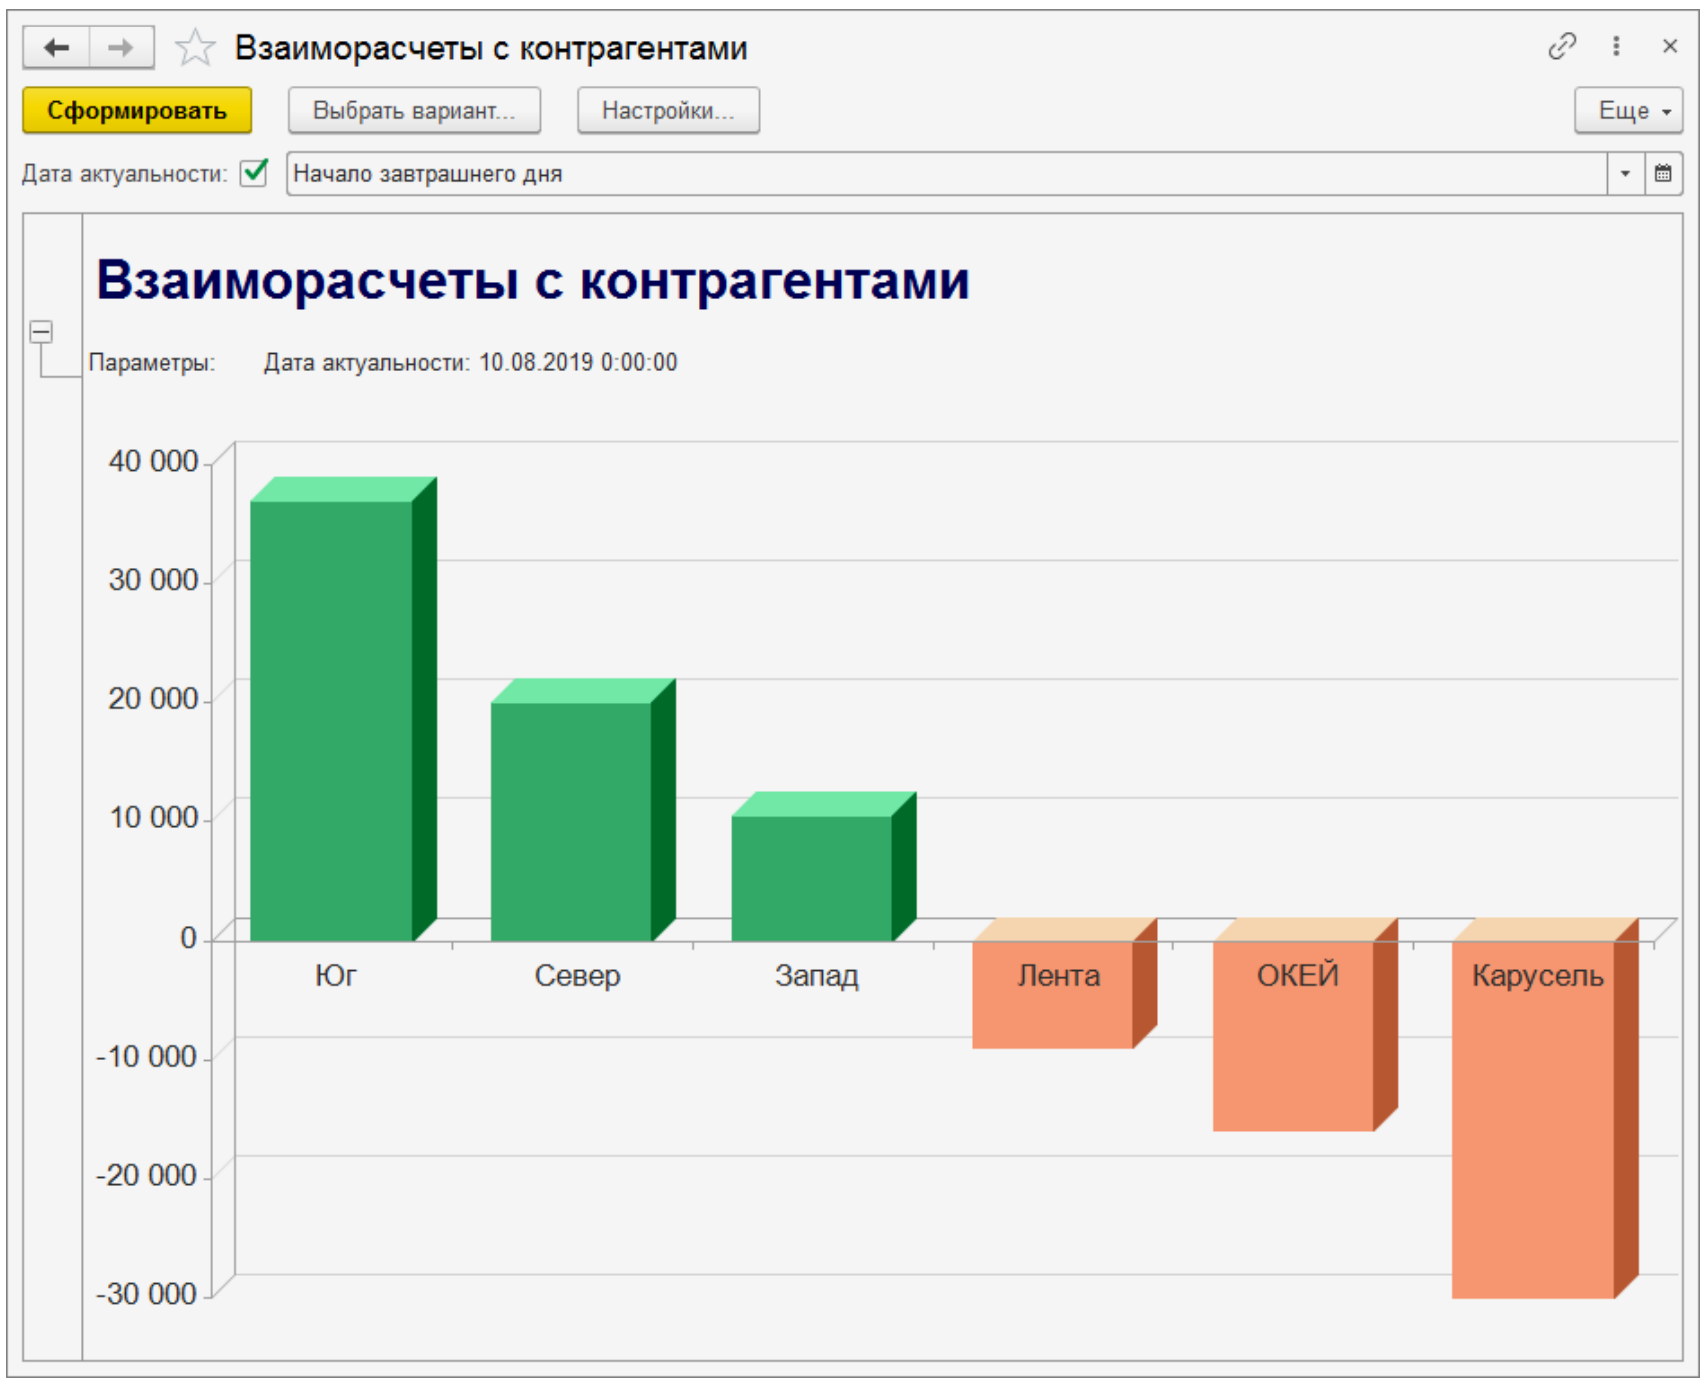 Взаиморасчеты с контрагентами
Сформировать Выбрать вариант... Настройки... Еще
Дата актуальности: Начало завтрашнего дня
Взаиморасчеты с контрагентами
Параметры: Дата актуальности: 10.08.2019 0:00:00
40 000
30 000
20 000
10 000
0
Юг Север Запад Лента ОКЕЙ Карусель
-10 000
-20 000
-30 000